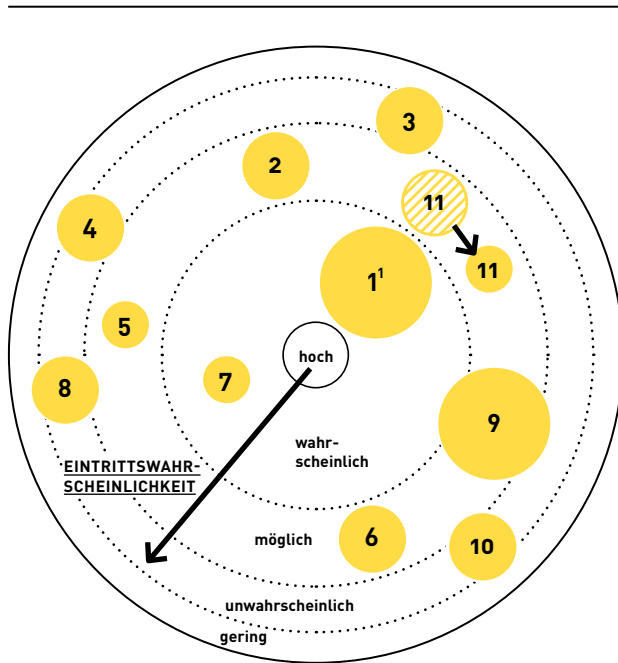 3
2
11
4
11
1¹
5
hoch
7
8
9
wahr-
scheinlich
EINTRITTSWAHR-
SCHEINLICHKEIT
möglich
6
10
unwahrscheinlich
gering